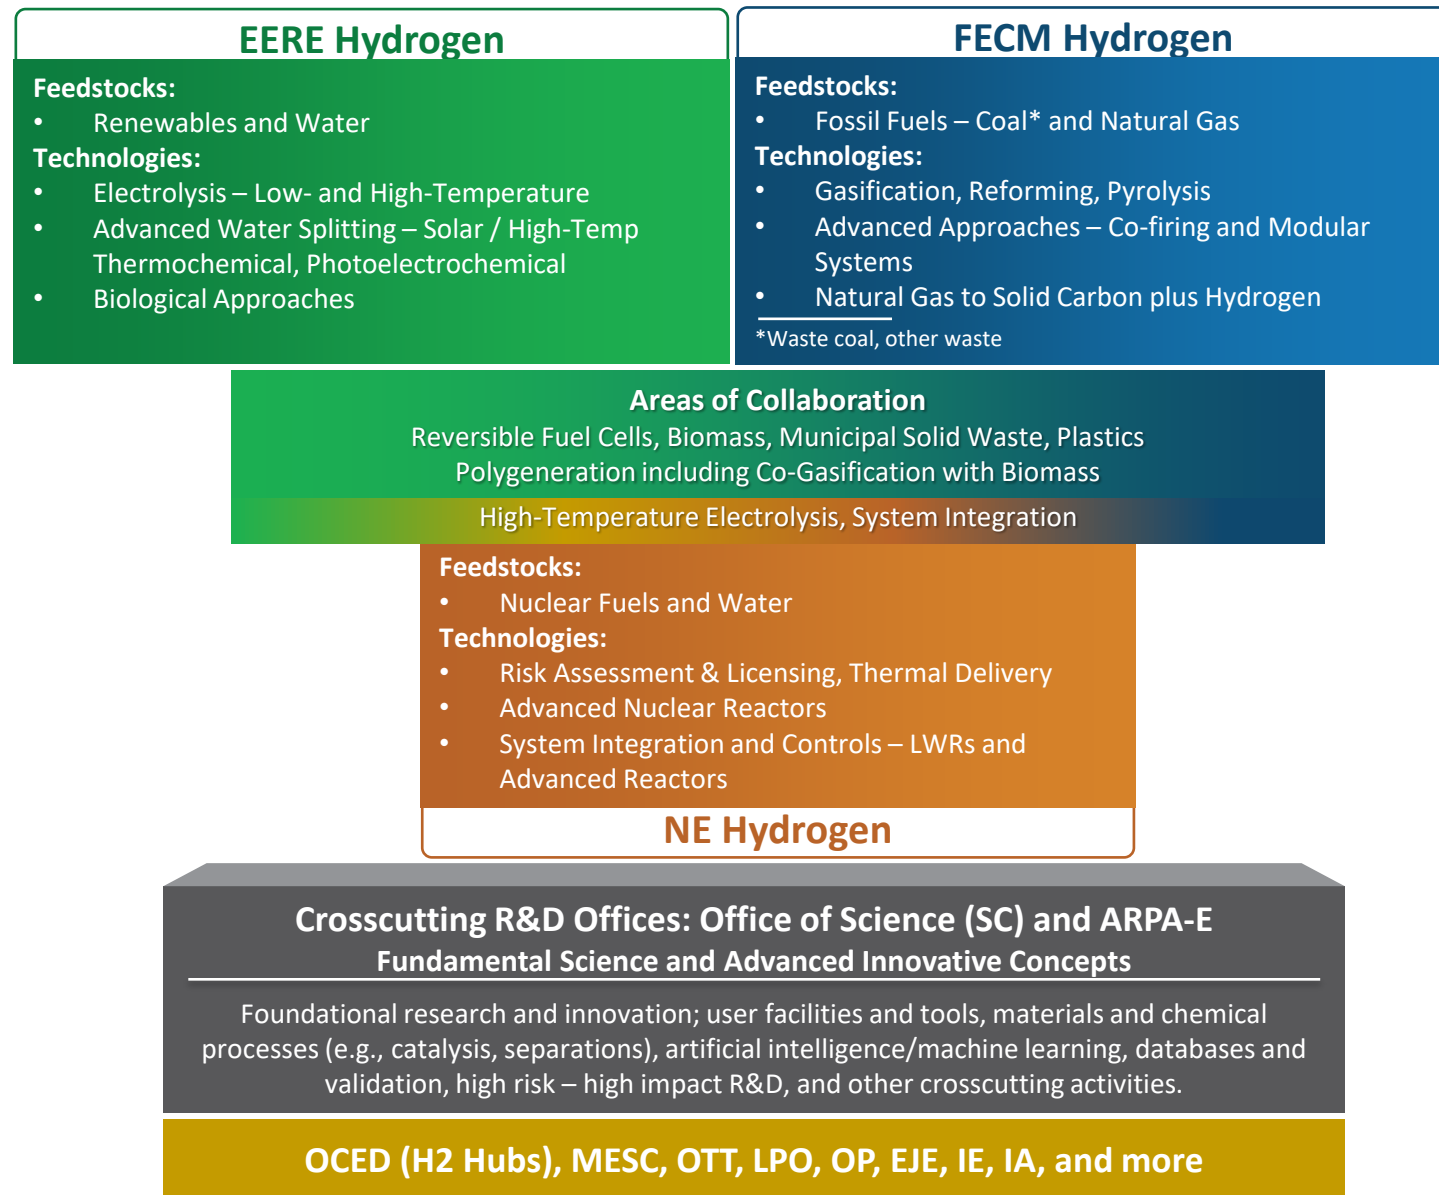 EERE Hydrogen
Feedstocks:
• Renewables and Water
Technologies:
• Electrolysis – Low- and High-Temperature
• Advanced Water Splitting – Solar / High-Temp
Thermochemical, Photoelectrochemical
• Biological Approaches
FECM Hydrogen
Feedstocks:
• Fossil Fuels – Coal* and Natural Gas
Technologies:
• Gasification, Reforming, Pyrolysis
• Advanced Approaches – Co-firing and Modular
Systems
• Natural Gas to Solid Carbon plus Hydrogen
*Waste coal, other waste
Areas of Collaboration
Reversible Fuel Cells, Biomass, Municipal Solid Waste, Plastics
Polygeneration including Co-Gasification with Biomass
High-Temperature Electrolysis, System Integration
Feedstocks:
• Nuclear Fuels and Water
Technologies:
• Risk Assessment & Licensing, Thermal Delivery
• Advanced Nuclear Reactors
• System Integration and Controls – LWRs and
Advanced Reactors
NE Hydrogen
Crosscutting R&D Offices: Office of Science (SC) and ARPA-E
Fundamental Science and Advanced Innovative Concepts
Foundational research and innovation; user facilities and tools, materials and chemical
processes (e.g., catalysis, separations), artificial intelligence/machine learning, databases and
validation, high risk – high impact R&D, and other crosscutting activities.
OCED (H2 Hubs), MESC, OTT, LPO, OP, EJE, IE, IA, and more